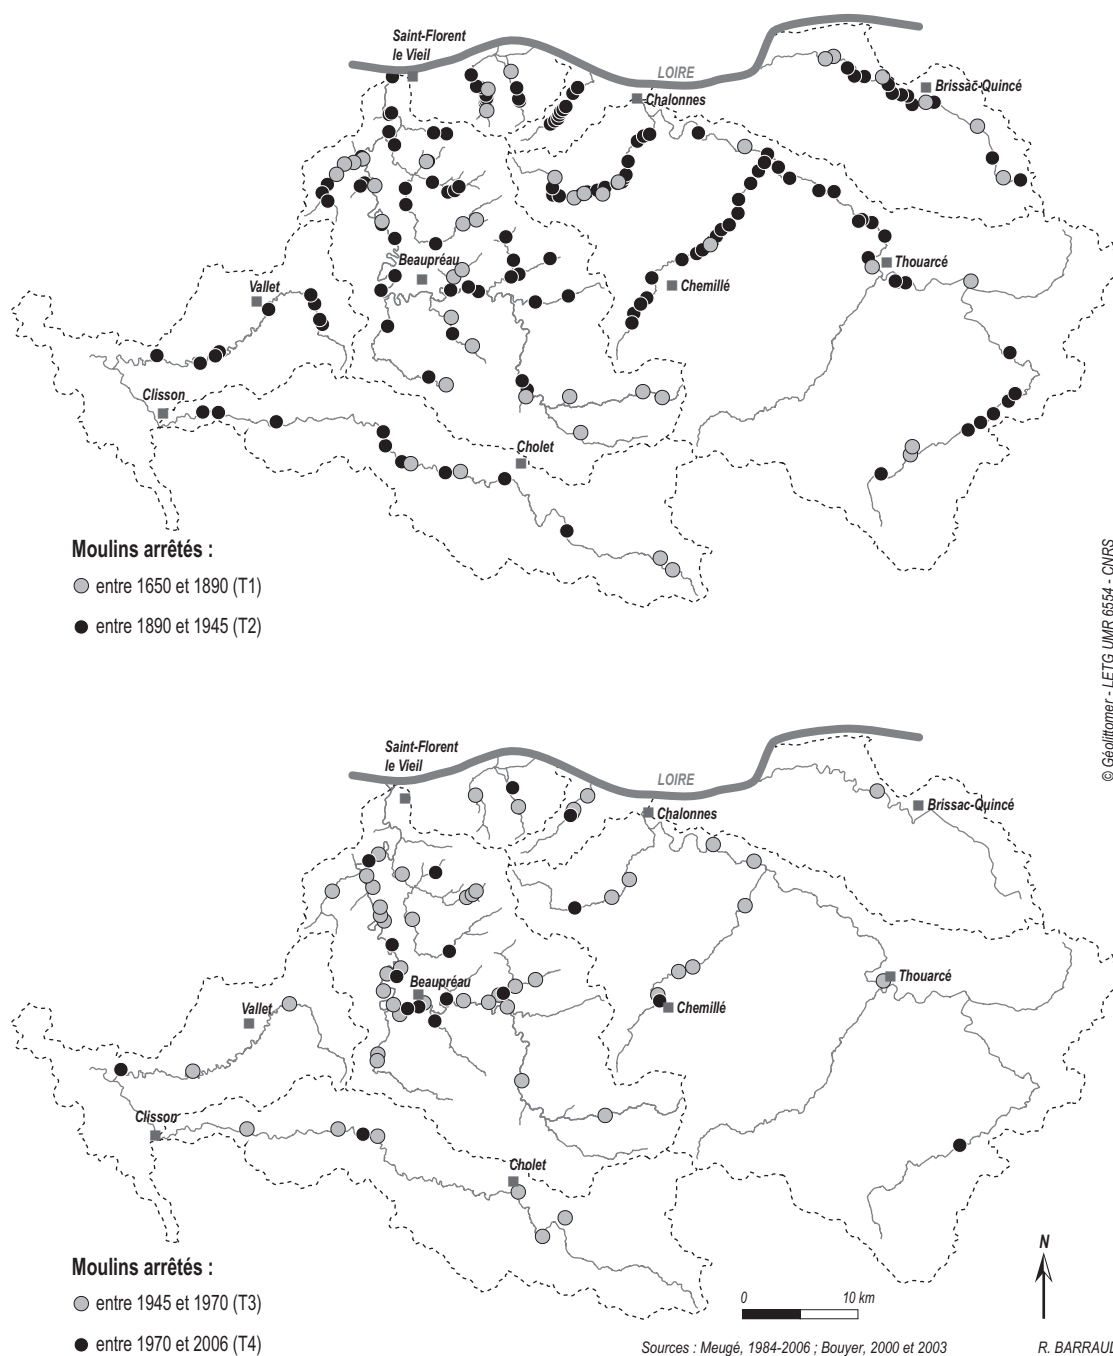 Saint-Florent
le Vieil
LOIRE
Chalonnes
Brissac-Quincé
Beaupréau
Thouarcé
Vallet
Chemillé
Clisson
Cholet
Moulins arrêtés :
entre 1650 et 1890 (T1)
entre 1890 et 1945 (T2)
© Géolittomer - LETG UMR 6554 - CNRS
Saint-Florent
le Vieil
LOIRE
Chalonnes
Brissac-Quincé
Thouarcé
Beaupréau
Vallet
Chemillé
Clisson
Cholet
Moulins arrêtés :
entre 1945 et 1970 (T3)
entre 1970 et 2006 (T4)
N
0 10 km
Sources : Meugé, 1984-2006 ; Bouyer, 2000 et 2003
R. BARRAUD